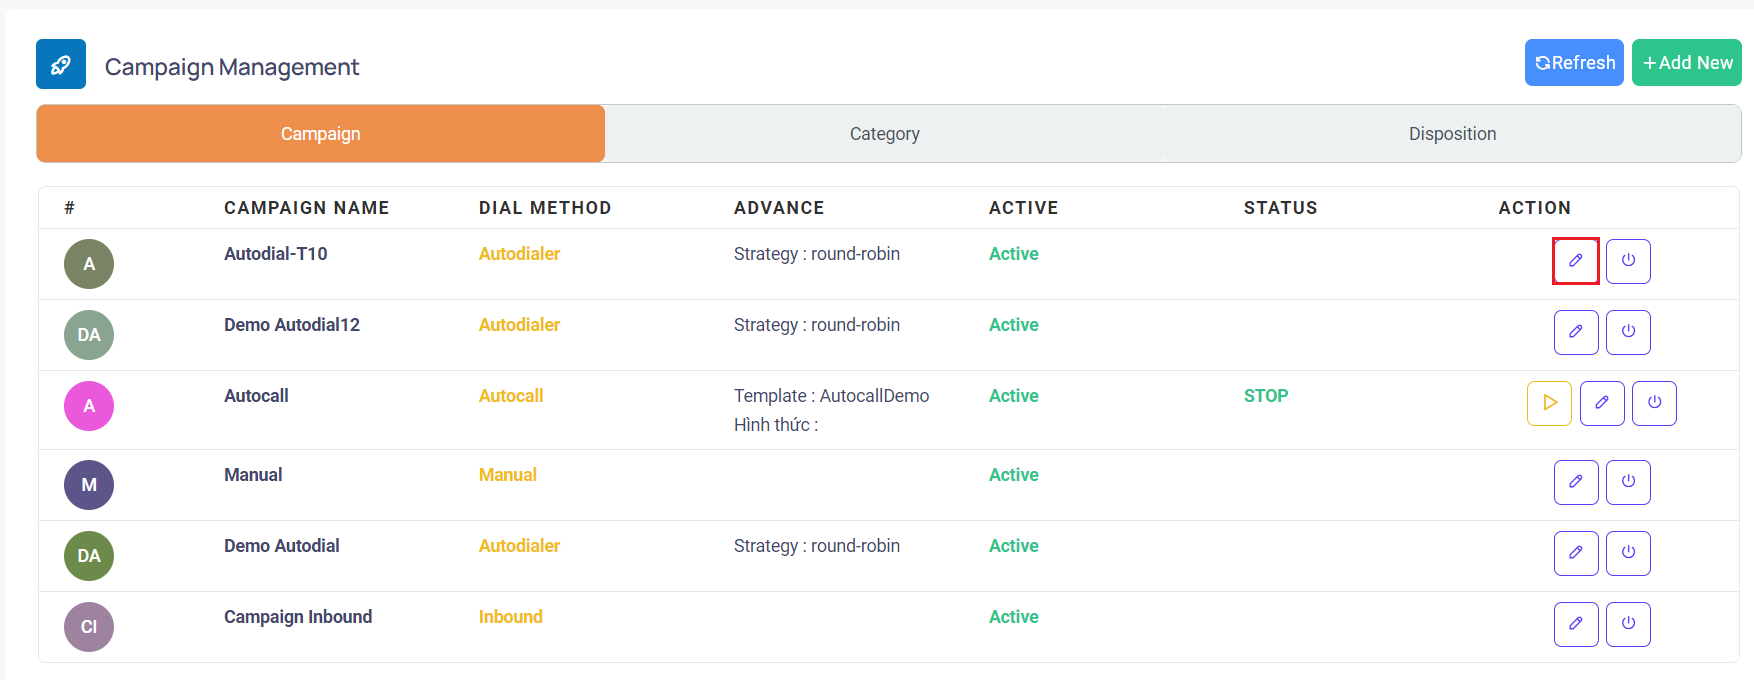 Campaign Management
Refresh
+Add New
Campaign Category Disposition
# CAMPAIGN NAME DIAL METHOD ADVANCE ACTIVE STATUS ACTION
A Autodial-T10 Autodialer Strategy : round-robin Active
DA Demo Autodial12 Autodialer Strategy : round-robin Active
A Autocall Autocall Template : AutocallDemo Active STOP
Hình thức :
M Manual Manual Active
DA Demo Autodial Autodialer Strategy : round-robin Active
CI Campaign Inbound Inbound Active